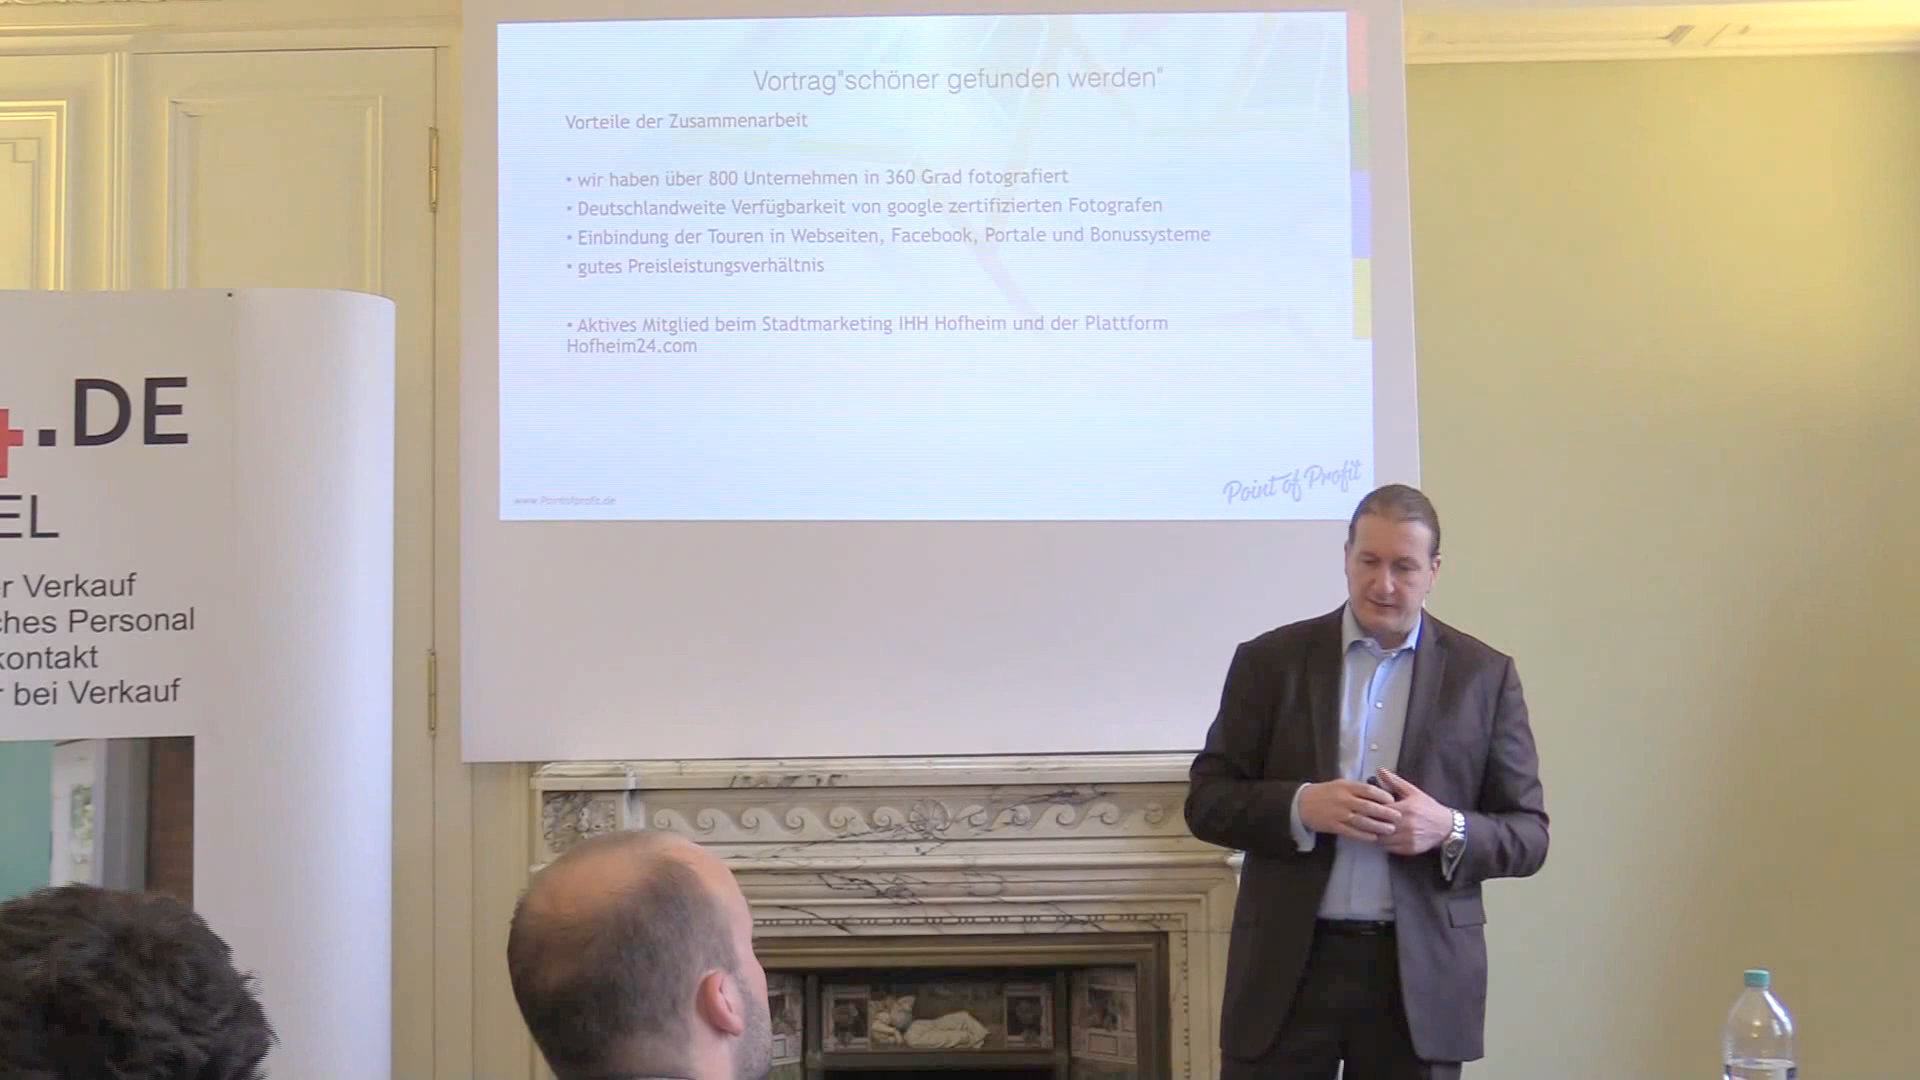 Vortrag"schöner gefunden werden"
Vorteile der Zusammenarbeit
• wir haben über 800 Unternehmen in 360 Grad fotografiert
• Deutschlandweite Verfügbarkeit von google zertifizierten Fotografen
• Einbindung der Touren in Webseiten, Facebook, Portale und Bonussysteme
• gutes Preisleistungsverhältnis
• Aktives Mitglied beim Stadtmarketing IHH Hofheim und der Plattform
Hofheim24.com
www.Pointofprofit.de
Point of Profit
4.DE
EL
r Verkauf
ches Personal
kontakt
r bei Verkauf